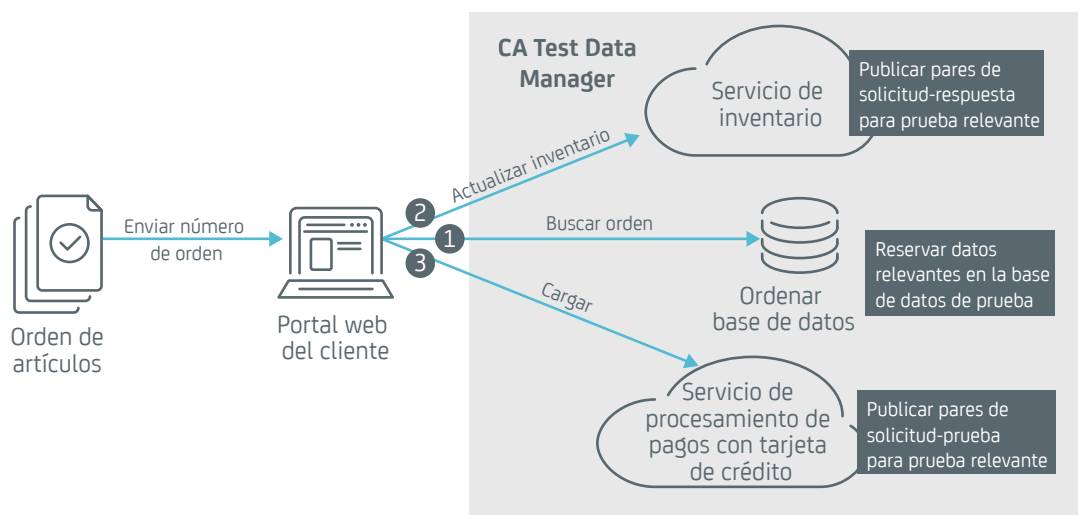 CA Test Data
Manager
Servicio de
inventario
Publicar pares de
solicitud-respuesta
para prueba relevante
Actualizar inventario
Enviar número
de orden
2
1
3
Buscar orden
Reservar datos
relevantes en la base
de datos de prueba
Cargar
Ordenar
base de datos
Orden de
artículos
Portal web
del cliente
Servicio de
procesamiento de
pagos con tarjeta
de crédito
Publicar pares de
solicitud-prueba
para prueba relevante